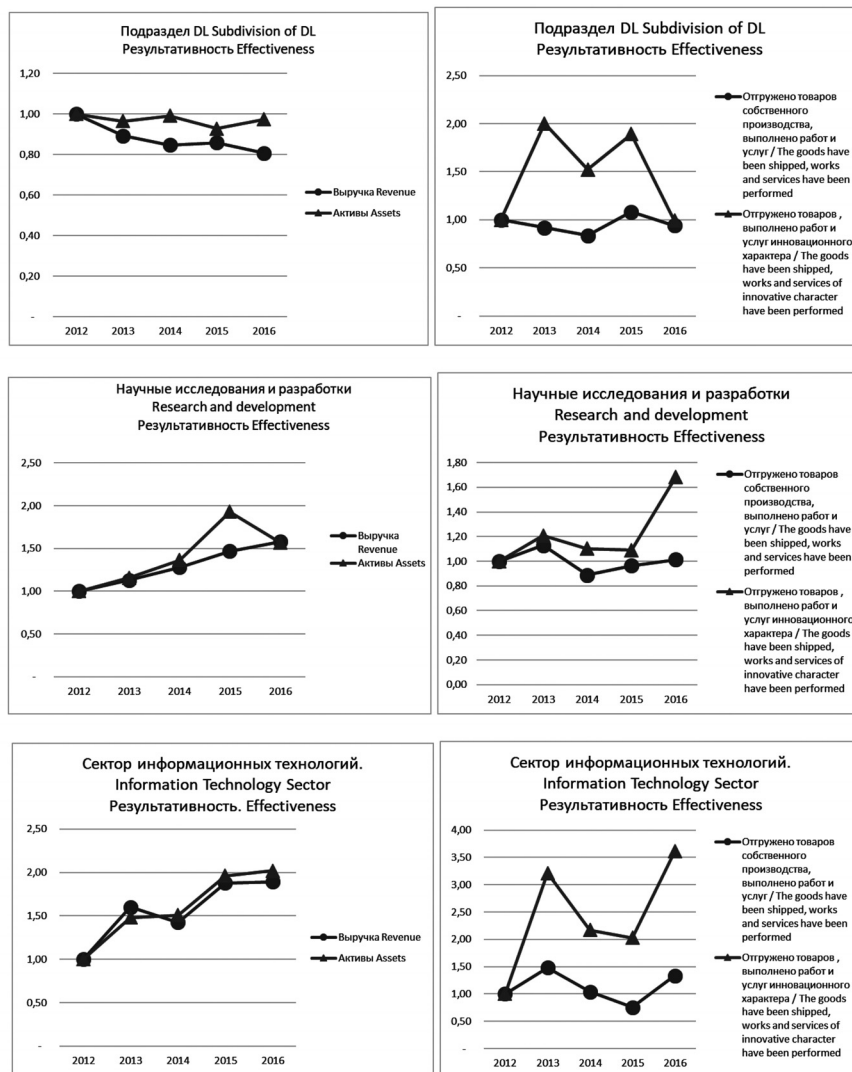 Подраздел DL Subdivision of DL
Результативность Effectiveness
1,20
1,00
0,80
0,60
0,40
0,20
-
2012 2013 2014 2015 2016
Выручка Revenue
Активы Assets
Подраздел DL Subdivision of DL
Результативность Effectiveness
2,50
2,00
1,50
1,00
0,50
-
2012 2013 2014 2015 2016
Отгружено товаров
собственного
производства,
выполнено работ и
услуг / The goods have
been shipped, works
and services have been
performed
Отгружено товаров ,
выполнено работ и
услуг инновационного
характера / The goods
have been shipped,
works and services of
innovative character
have been performed
Научные исследования и разработки
Research and development
Результативность Effectiveness
2,50
2,00
1,50
1,00
0,50
-
2012 2013 2014 2015 2016
Выручка
Revenue
Активы Assets
Научные исследования и разработки
Research and development
Результативность Effectiveness
1,80
1,60
1,40
1,20
1,00
0,80
0,60
0,40
0,20
0,00
2012 2013 2014 2015 2016
Отгружено товаров
собственного
производства,
выполнено работ и
услуг / The goods have
been shipped, works
and services have been
performed
Отгружено товаров ,
выполнено работ и
услуг инновационного
характера / The goods
have been shipped,
works and services of
innovative character
have been performed
Сектор информационных технологий.
Information Technology Sector
Результативность. Effectiveness
2,50
2,00
1,50
1,00
0,50
-
2012 2013 2014 2015 2016
Выручка Revenue
Активы Assets
Сектор информационных технологий.
Information Technology Sector
Результативность Effectiveness
4,00
3,50
3,00
2,50
2,00
1,50
1,00
0,50
-
2012 2013 2014 2015 2016
Отгружено товаров
собственного
производства,
выполнено работ и
услуг / The goods have
been shipped, works
and services have been
performed
Отгружено товаров ,
выполнено работ и
услуг инновационного
характера / The goods
have been shipped,
works and services of
innovative character
have been performed